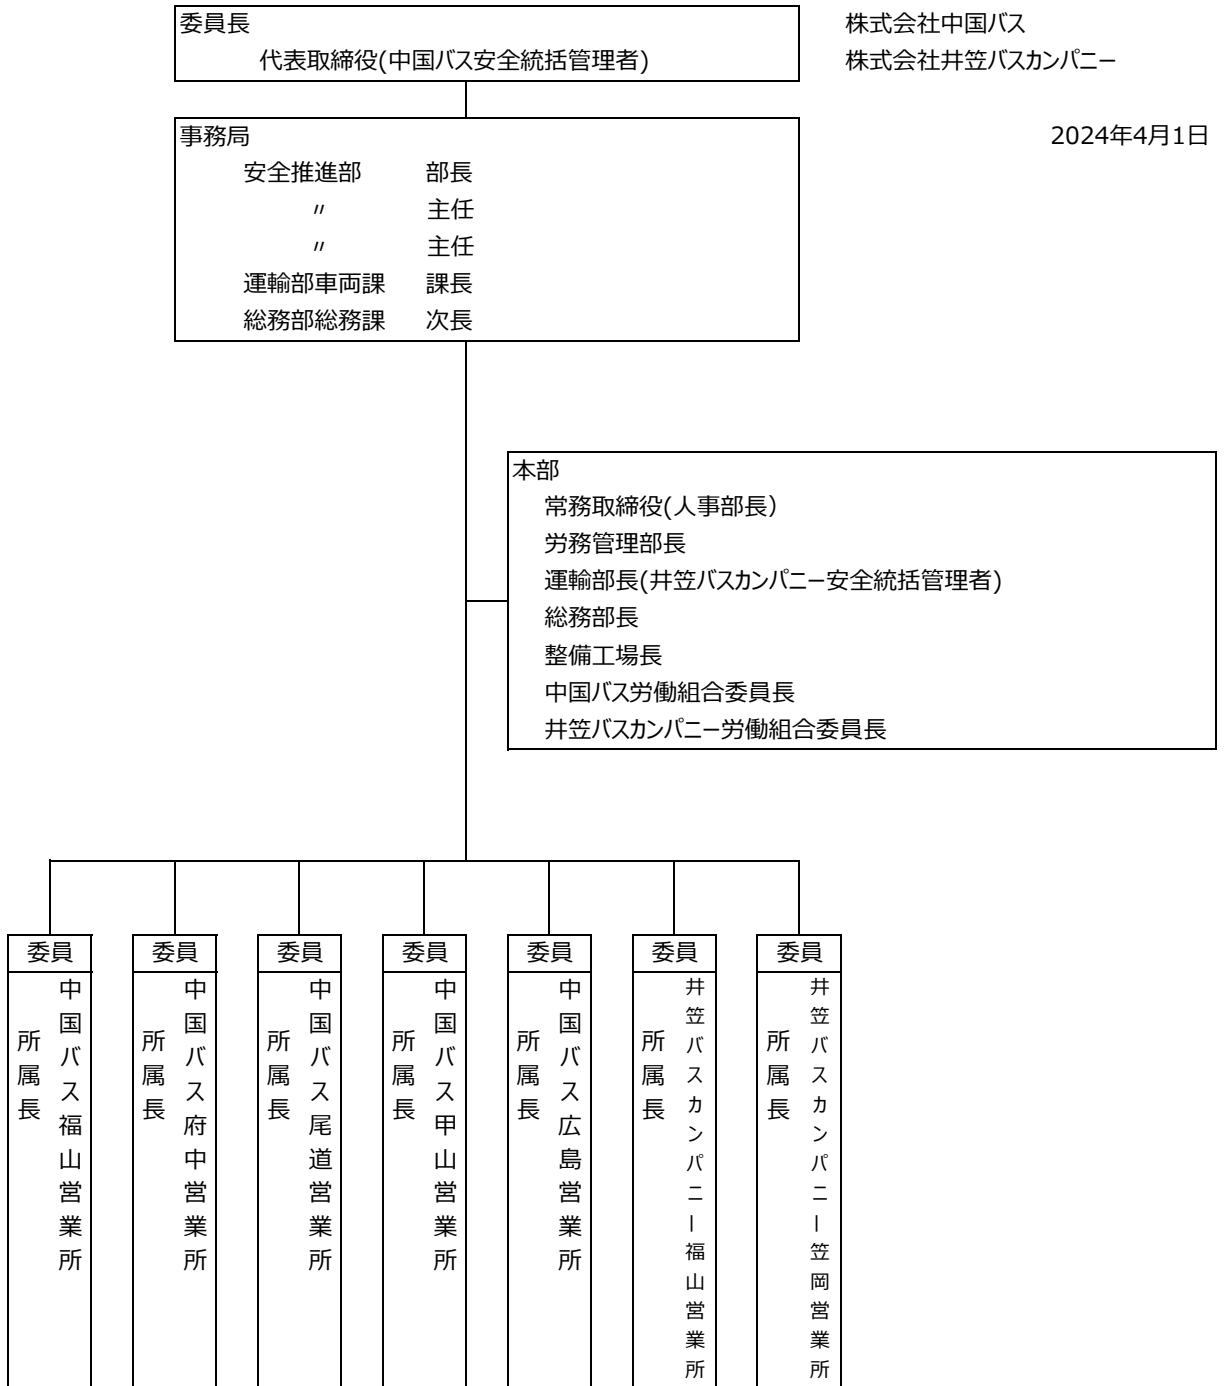 委員長
代表取締役(中国バス安全統括管理者)
株式会社中国バス
株式会社井笠バスカンパニー
2024年4月1日
事務局
安全推進部 部長
〃 主任
〃 主任
運輸部車両課 課長
総務部総務課 次長
本部
常務取締役(人事部長)
労務管理部長
運輸部長(井笠バスカンパニー安全統括管理者)
総務部長
整備工場長
中国バス労働組合委員長
井笠バスカンパニー労働組合委員長
委員
中国バス福山営業所
所属長
委員
中国バス府中営業所
所属長
委員
中国バス尾道営業所
所属長
委員
中国バス甲山営業所
所属長
委員
中国バス広島営業所
所属長
委員
井笠バスカンパニー福山営業所
所属長
委員
井笠バスカンパニー笠岡営業所
所属長